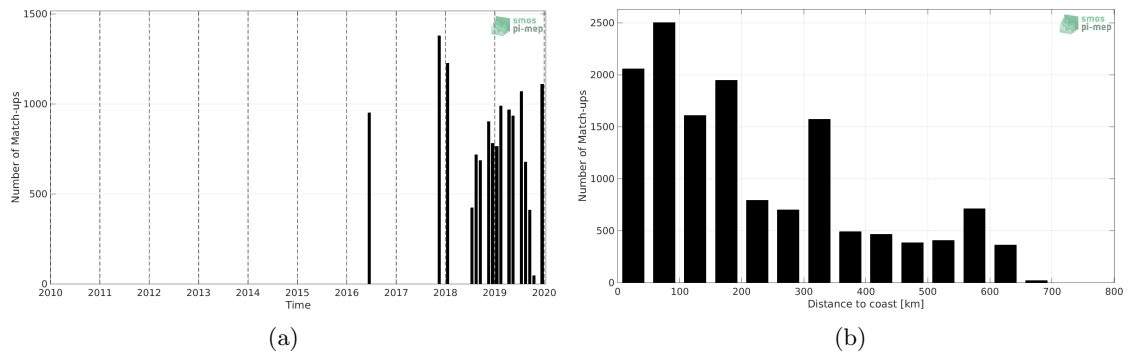 1500
1000
500
0
Number of Match-ups
2010 2011 2012 2013 2014 2015 2016 2017 2018 2019 2020
Time
smos
pi-mep
(a)
2500
2000
1500
1000
500
0
Number of Match-ups
0 100 200 300 400 500 600 700 800
Distance to coast [km]
smos
pi-mep
(b)